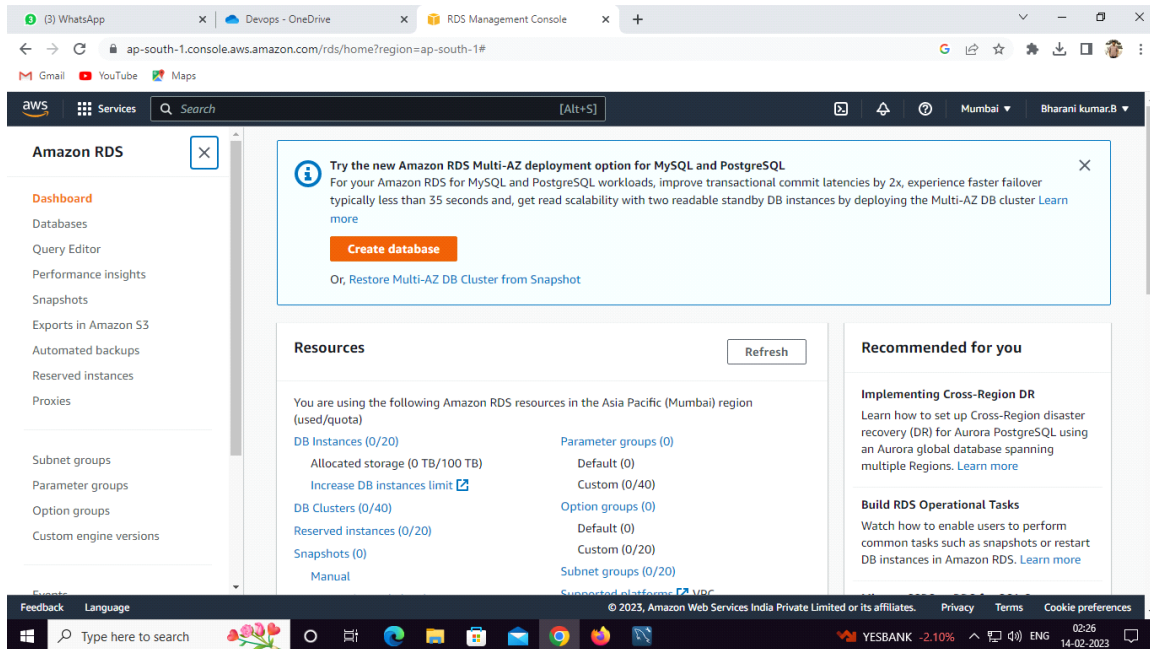 (3) WhatsApp
Devops - OneDrive
RDS Management Console
ap-south-1.console.aws.amazon.com/rds/home?region=ap-south-1#
Gmail
YouTube
Maps
aws
Services
Search
[Alt+S]
Mumbai
Bharani kumar.B
Amazon RDS
Dashboard
Databases
Query Editor
Performance insights
Snapshots
Exports in Amazon S3
Automated backups
Reserved instances
Proxies
Subnet groups
Parameter groups
Option groups
Custom engine versions
Try the new Amazon RDS Multi-AZ deployment option for MySQL and PostgreSQL
For your Amazon RDS for MySQL and PostgreSQL workloads, improve transactional commit latencies by 2x, experience faster failover
typically less than 35 seconds and, get read scalability with two readable standby DB instances by deploying the Multi-AZ DB cluster Learn
more
Create database
Or, Restore Multi-AZ DB Cluster from Snapshot
Resources
Refresh
You are using the following Amazon RDS resources in the Asia Pacific (Mumbai) region
(used/quota)
DB Instances (0/20)
Allocated storage (0 TB/100 TB)
Increase DB instances limit
DB Clusters (0/40)
Reserved instances (0/20)
Snapshots (0)
Manual
Parameter groups (0)
Default (0)
Custom (0/40)
Option groups (0)
Default (0)
Custom (0/20)
Subnet groups (0/20)
Supported platforms VPC
Recommended for you
Implementing Cross-Region DR
Learn how to set up Cross-Region disaster
recovery (DR) for Aurora PostgreSQL using
an Aurora global database spanning
multiple Regions. Learn more
Build RDS Operational Tasks
Watch how to enable users to perform
common tasks such as snapshots or restart
DB instances in Amazon RDS. Learn more
Feedback
Language
© 2023, Amazon Web Services India Private Limited or its affiliates.
Privacy
Terms
Cookie preferences
Type here to search
YESBANK -2.10%
ENG
02:26
14-02-2023